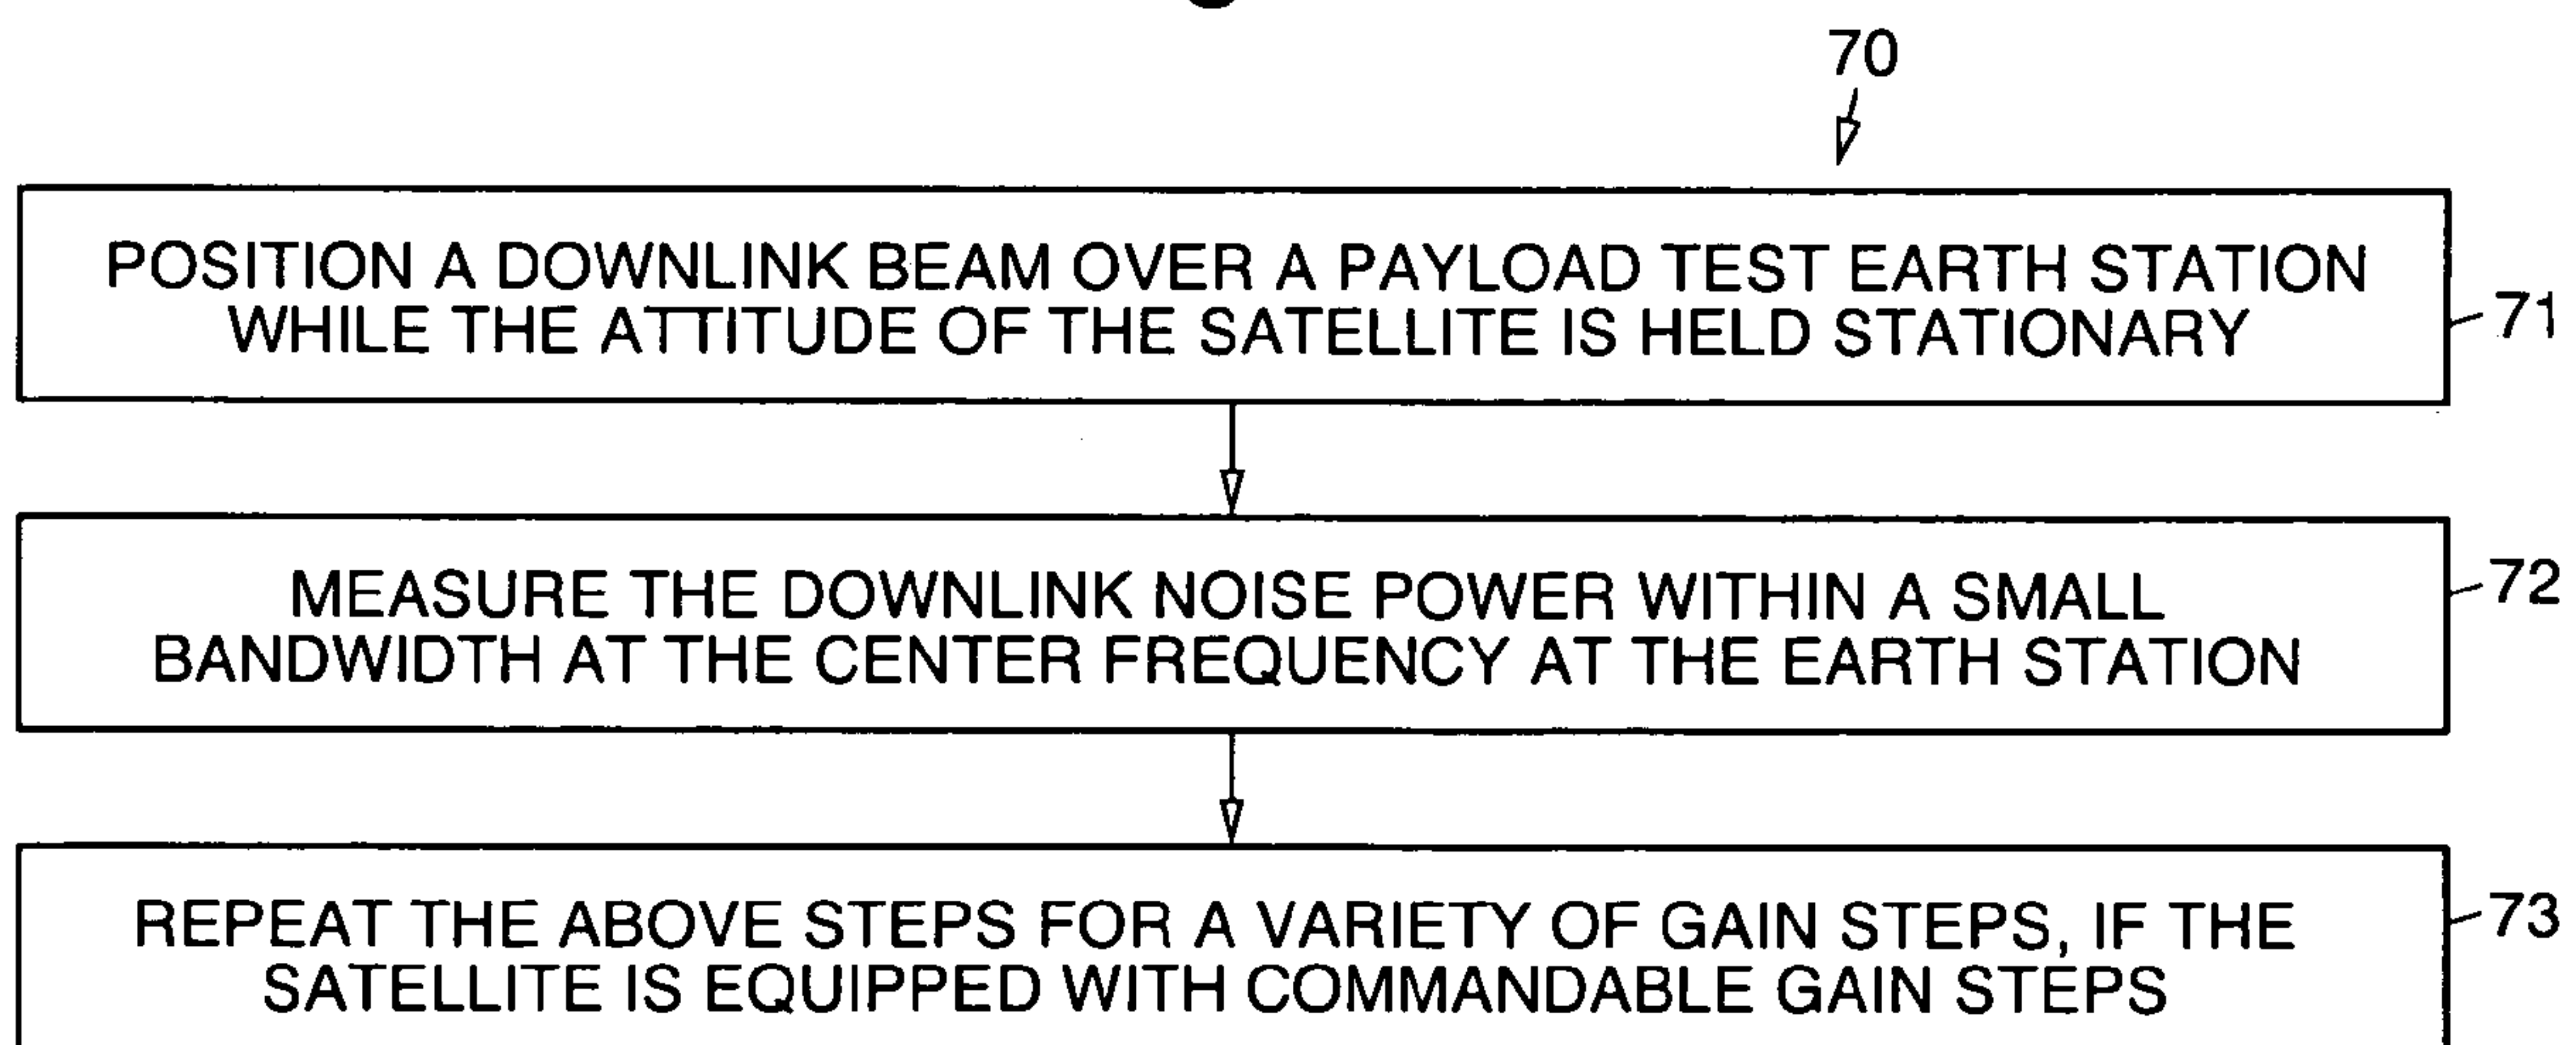 70
POSITION A DOWNLINK BEAM OVER A PAYLOAD TEST EARTH STATION
WHILE THE ATTITUDE OF THE SATELLITE IS HELD STATIONARY
71
MEASURE THE DOWNLINK NOISE POWER WITHIN A SMALL
BANDWIDTH AT THE CENTER FREQUENCY AT THE EARTH STATION
72
REPEAT THE ABOVE STEPS FOR A VARIETY OF GAIN STEPS, IF THE
SATELLITE IS EQUIPPED WITH COMMANDABLE GAIN STEPS
73